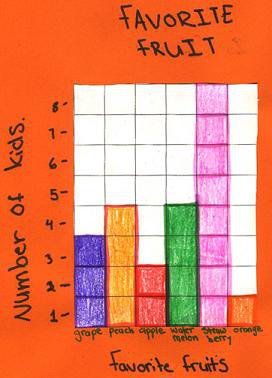 FAVORITE
FRUIT
Number of kids.
8-
7-
6-
5-
4
3-
2-
1-
grape peach apple water melon straw berry orange
favorite fruits